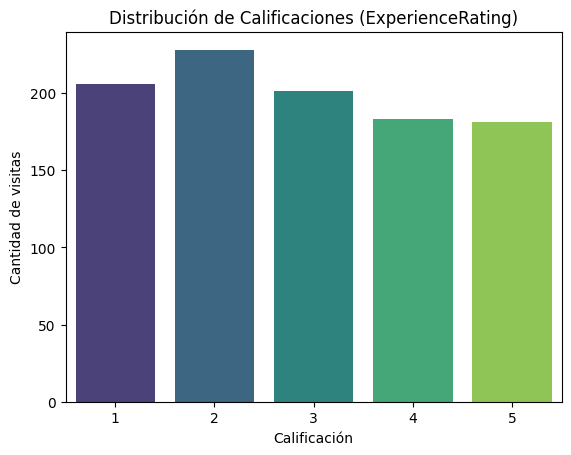 Distribución de Calificaciones (ExperienceRating)
Cantidad de visitas
200
150
100
50
0
1 2 3 4 5
Calificación